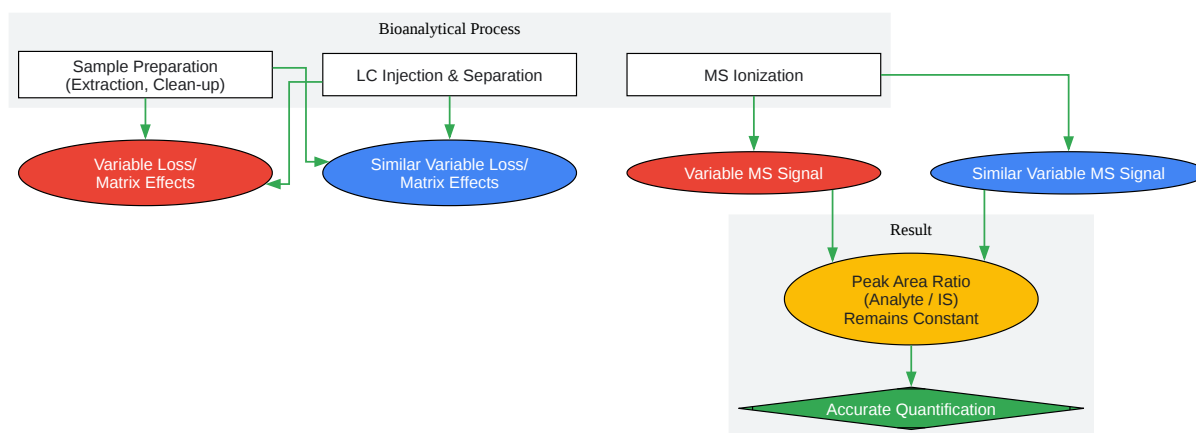 Bioanalytical Process
Sample Preparation
(Extraction, Clean-up)
LC Injection & Separation
MS Ionization
Variable Loss/
Matrix Effects
Similar Variable Loss/
Matrix Effects
Variable MS Signal
Similar Variable MS Signal
Result
Peak Area Ratio
(Analyte / IS)
Remains Constant
Accurate Quantification